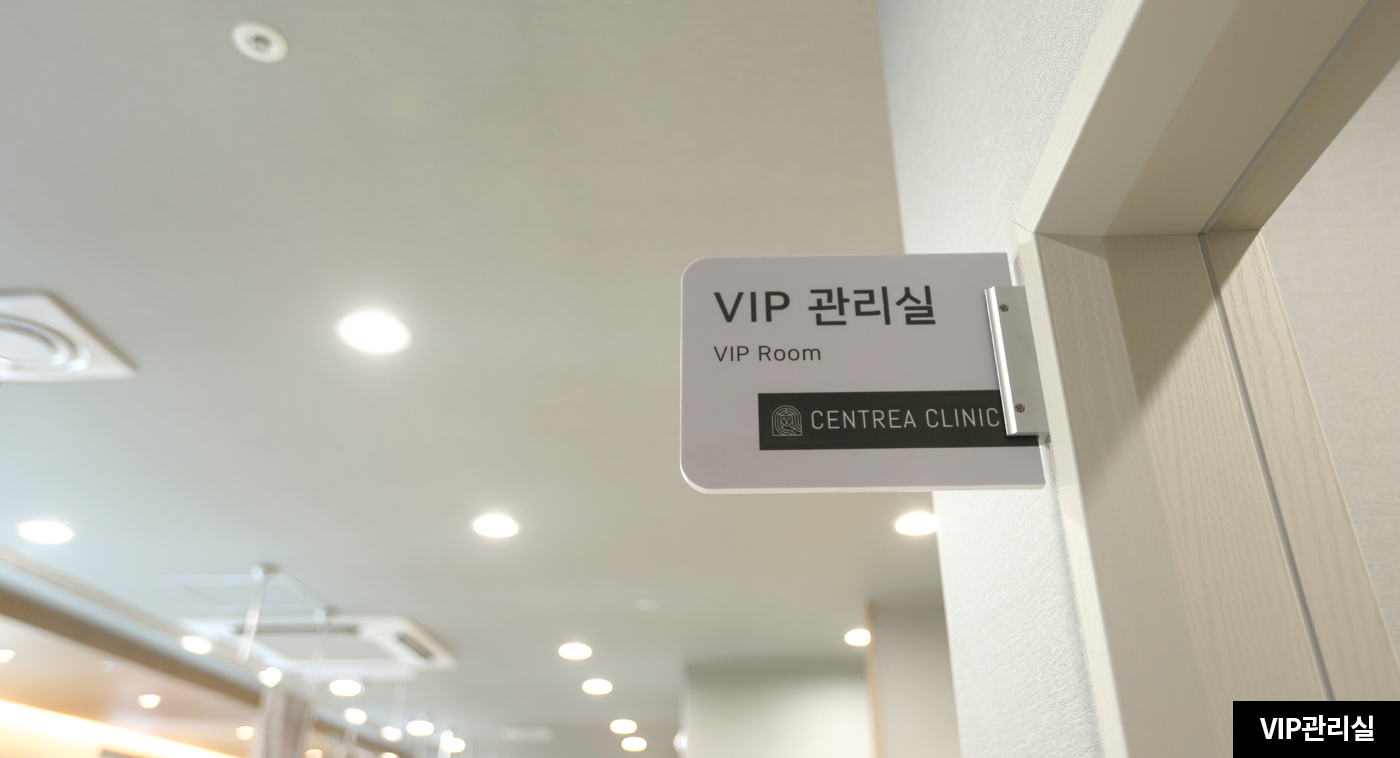 VIP 관리실
VIP Room
CENTREA CLINIC
VIP관리실